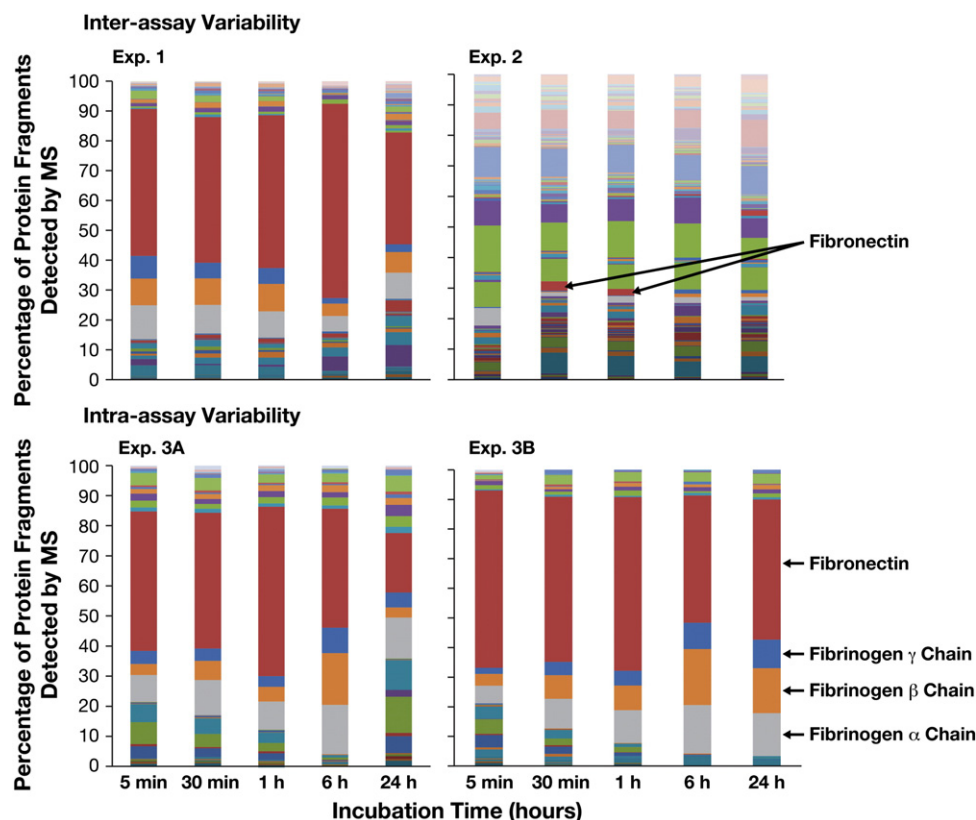 Inter-assay Variability
Exp. 1
Exp. 2
Percentage of Protein Fragments
Detected by MS
100
90
80
70
60
50
40
30
20
10
0
Fibronectin
Intra-assay Variability
Exp. 3A
Exp. 3B
Percentage of Protein Fragments
Detected by MS
100
90
80
70
60
50
40
30
20
10
0
Fibronectin
Fibrinogen γ Chain
Fibrinogen β Chain
Fibrinogen α Chain
5 min 30 min 1 h 6 h 24 h
5 min 30 min 1 h 6 h 24 h
Incubation Time (hours)